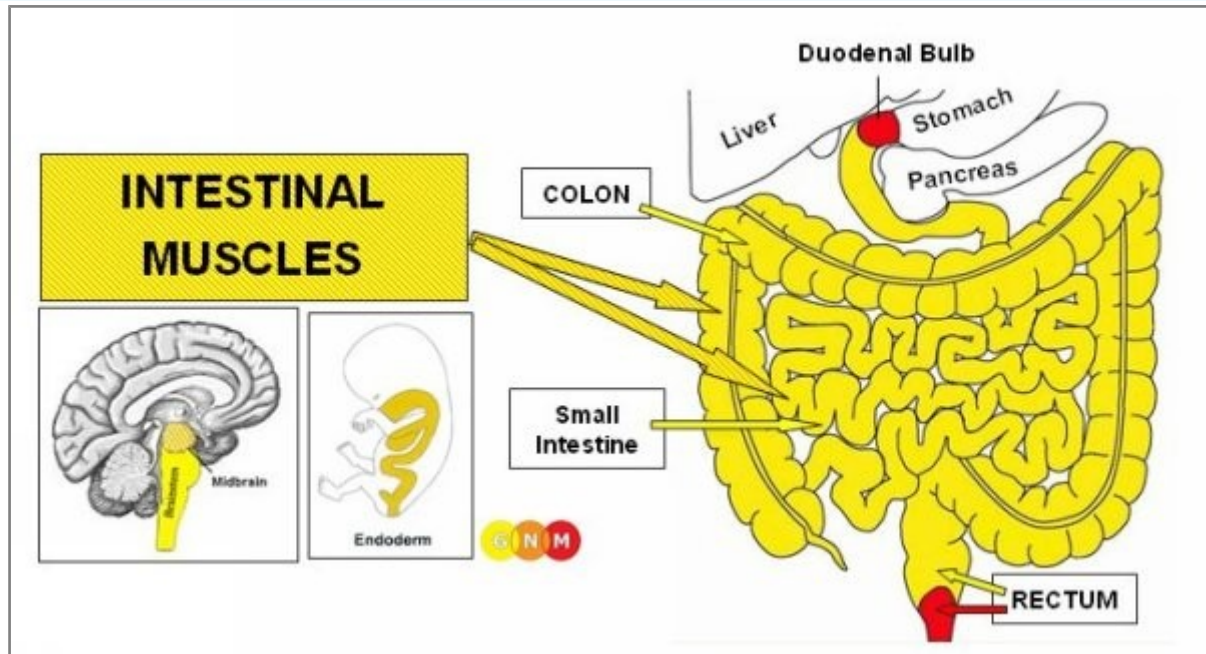 Duodenal Bulb
Liver
Stomach
Pancreas
INTESTINAL
MUSCLES
COLON
Small
Intestine
Midbrain
Brainstem
Endoderm
GNM
RECTUM